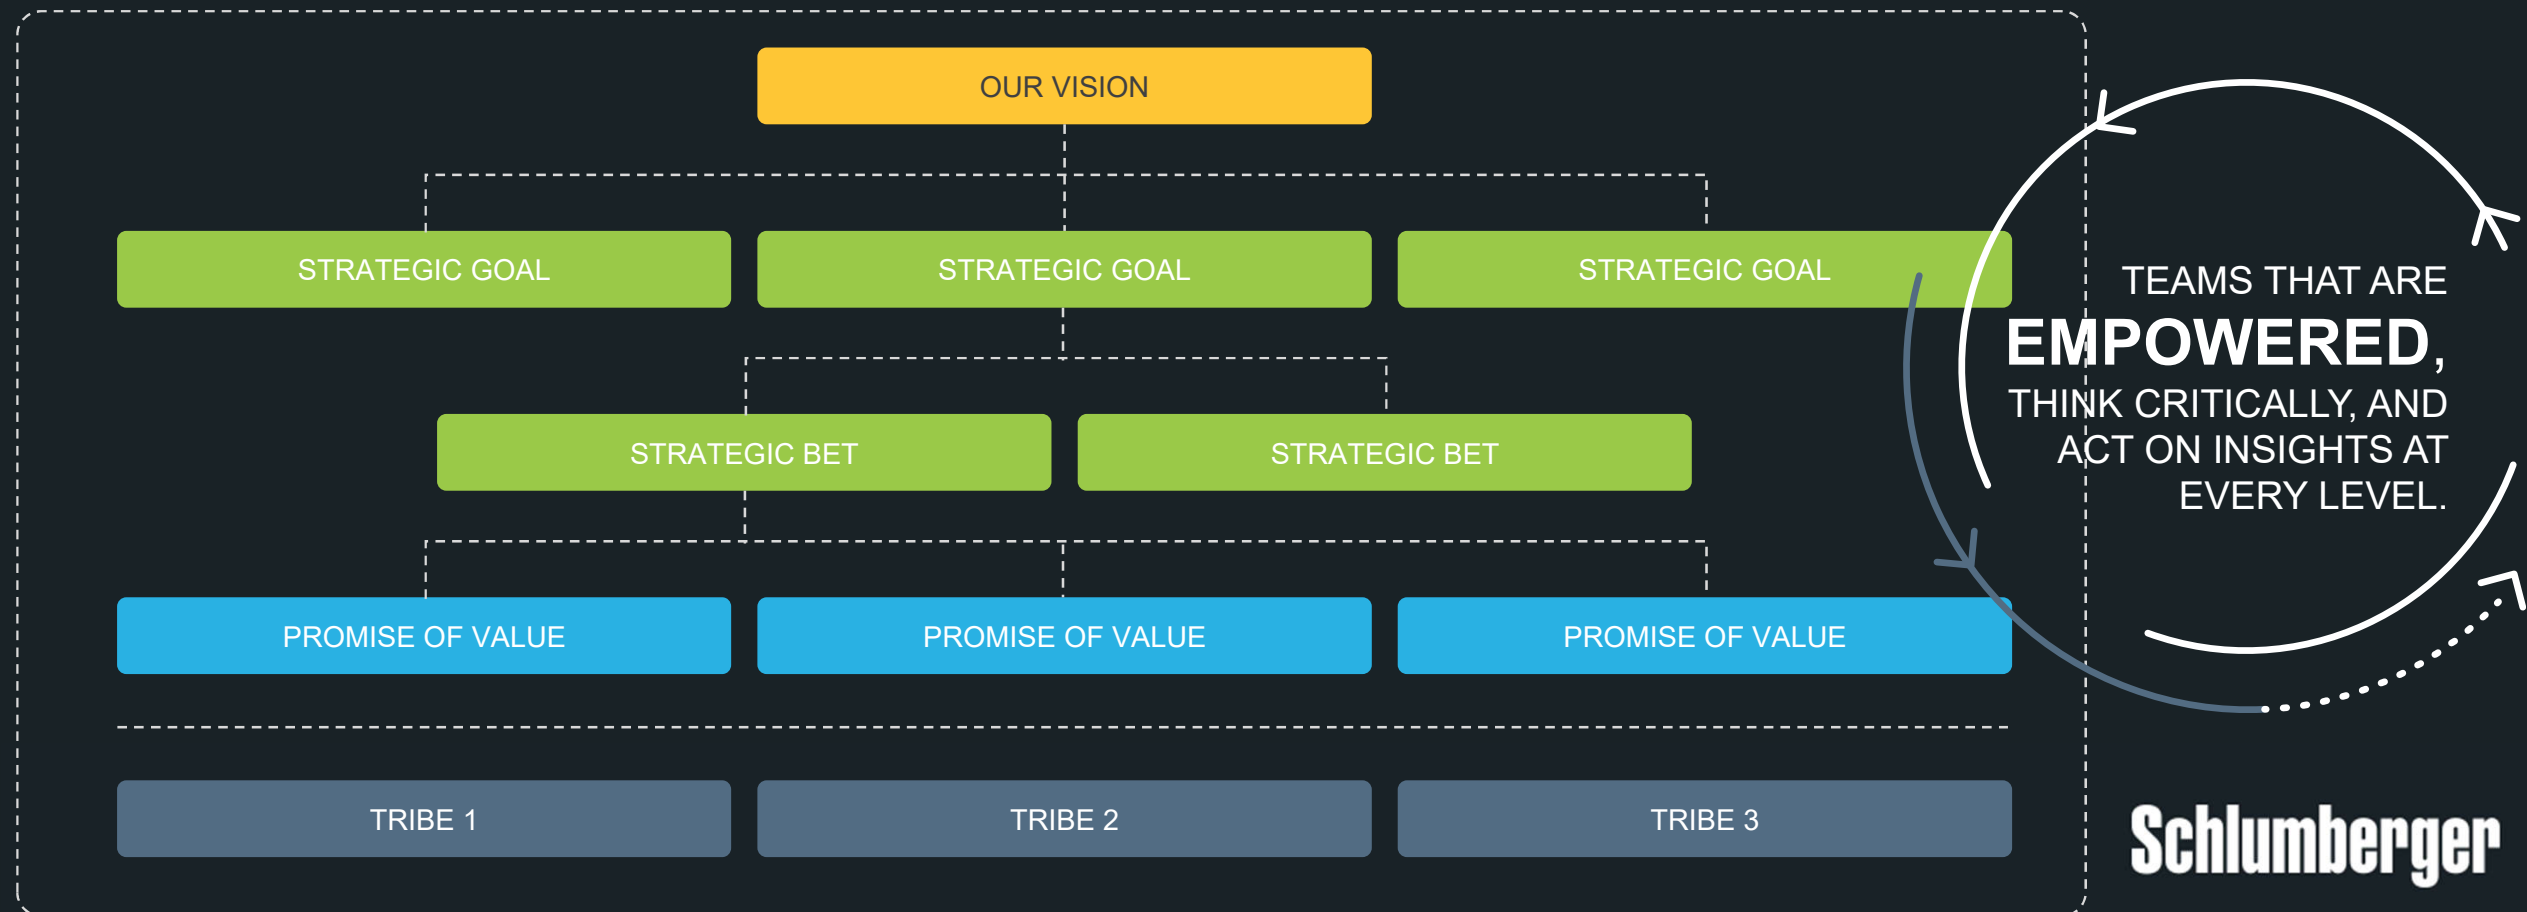 OUR VISION
STRATEGIC GOAL
STRATEGIC GOAL
STRATEGIC GOAL
STRATEGIC BET
STRATEGIC BET
PROMISE OF VALUE
PROMISE OF VALUE
PROMISE OF VALUE
TRIBE 1
TRIBE 2
TRIBE 3
TEAMS THAT ARE
EMPOWERED,
THINK CRITICALLY, AND
ACT ON INSIGHTS AT
EVERY LEVEL.
Schlumberger